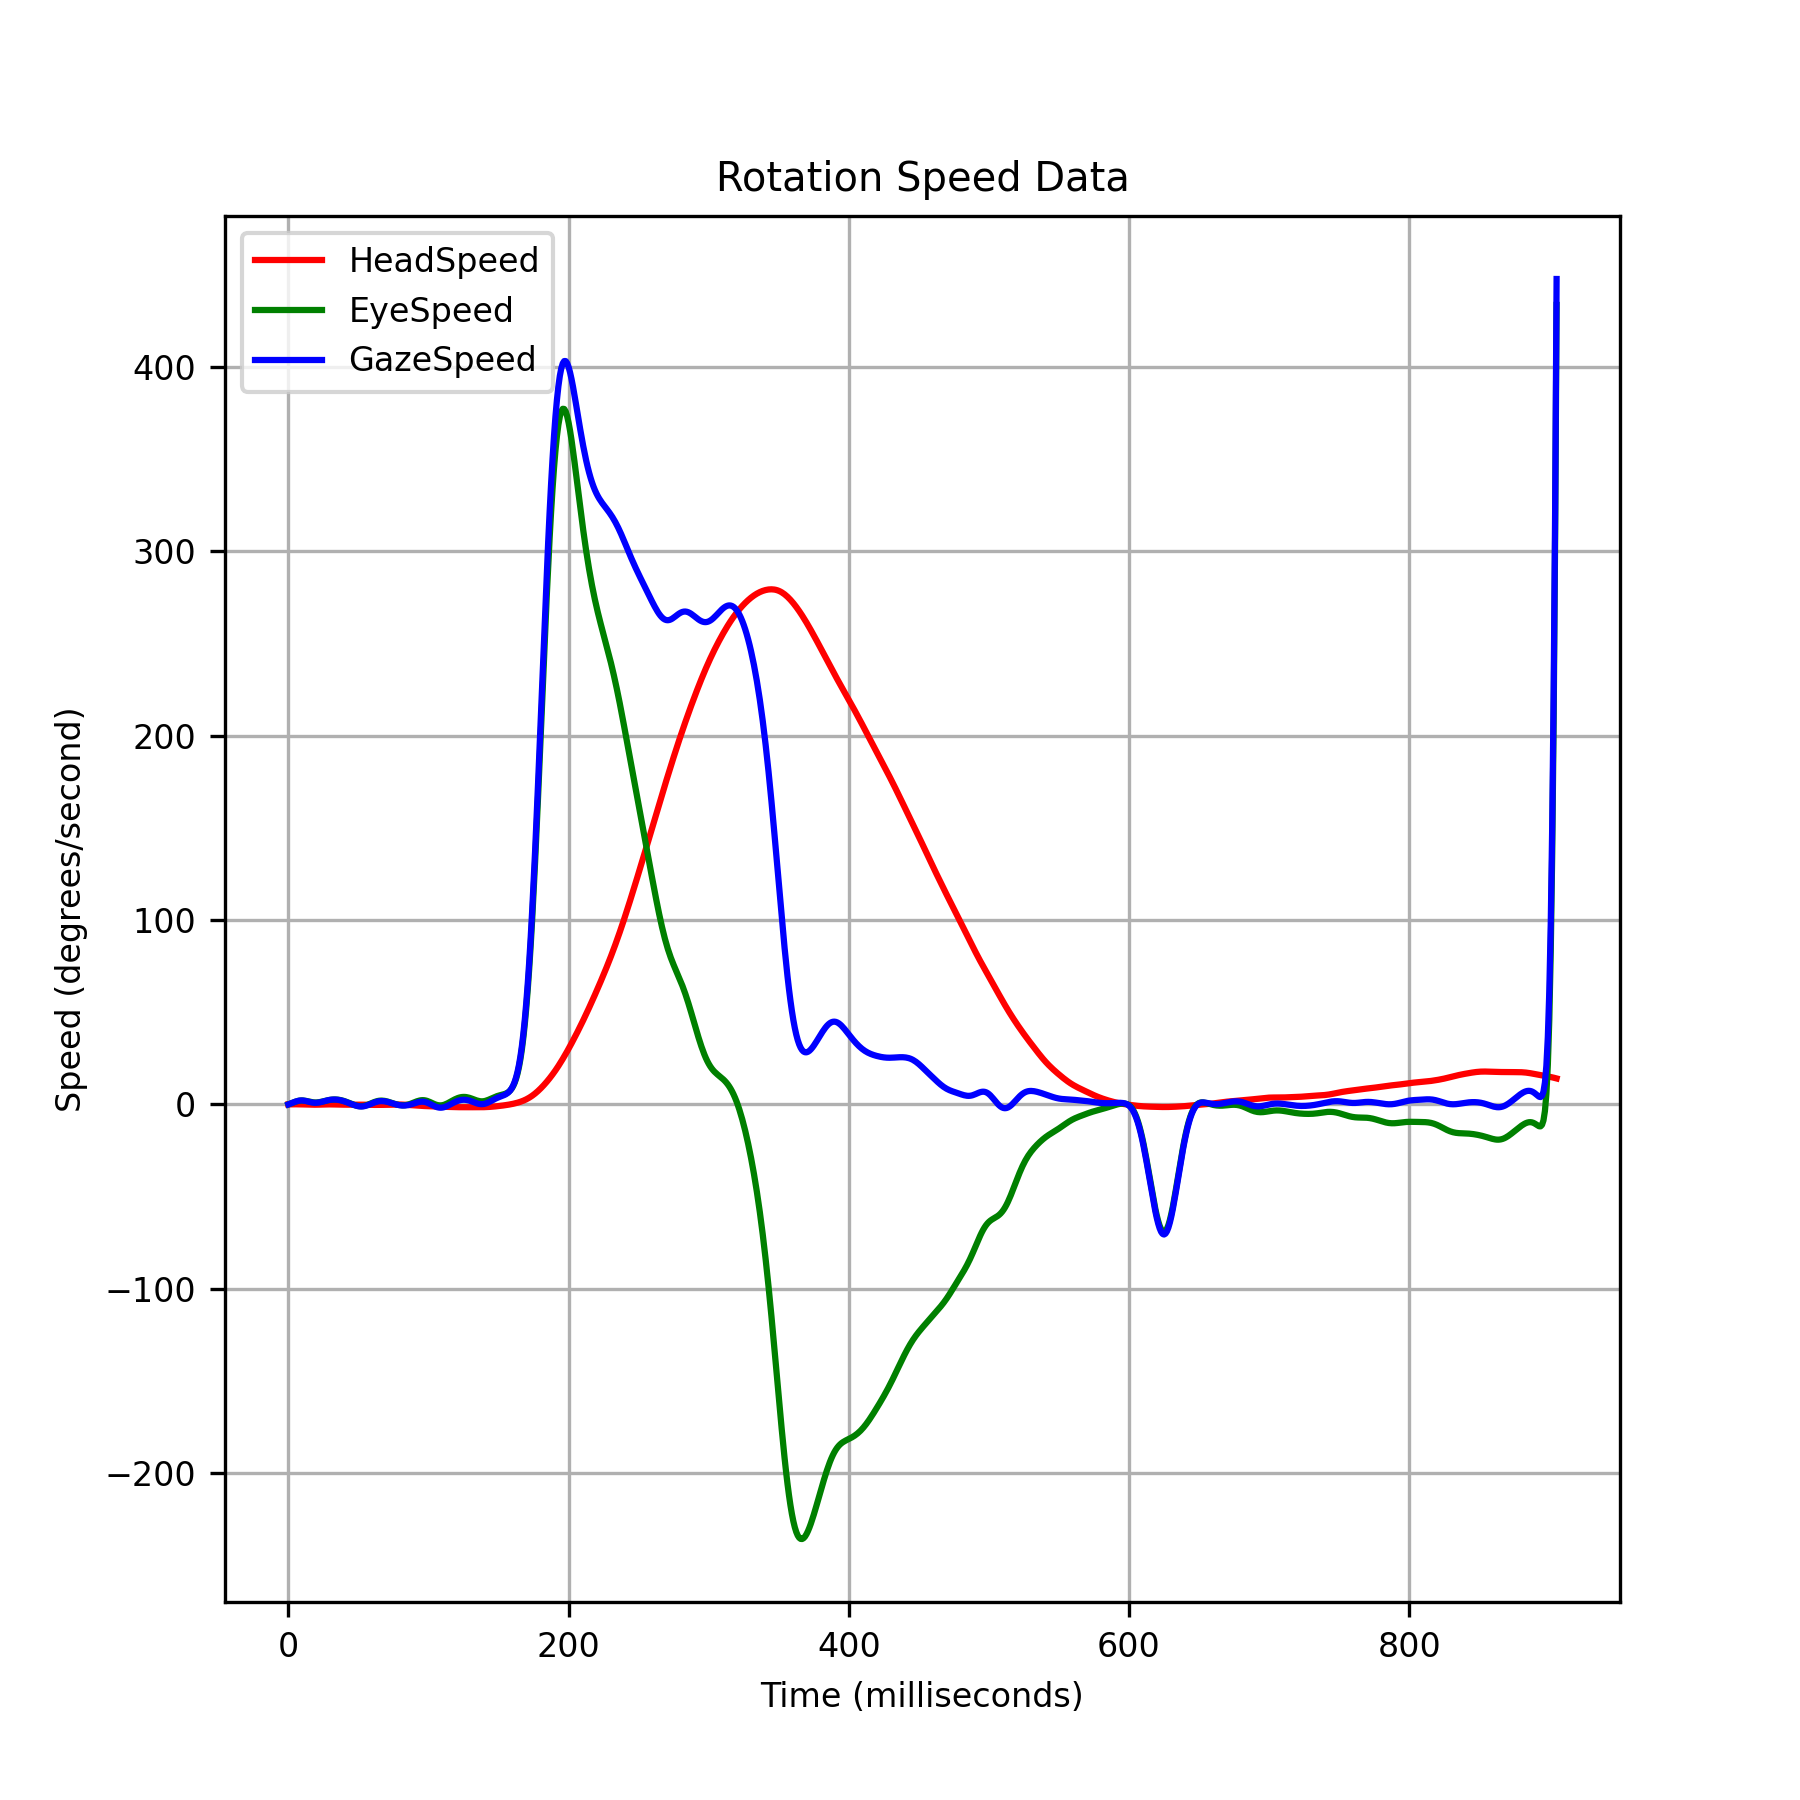 Rotation Speed Data
HeadSpeed
EyeSpeed
GazeSpeed
400
300
200
100
0
−100
−200
Speed (degrees/second)
0 200 400 600 800
Time (milliseconds)